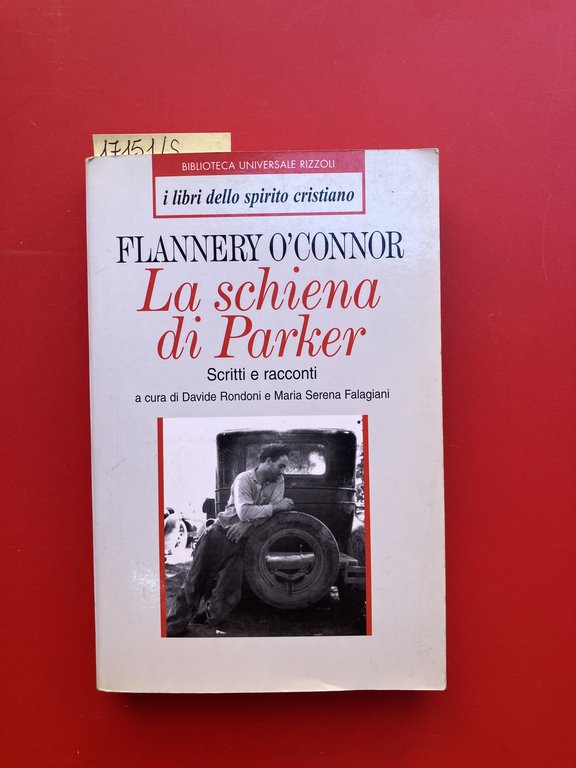 17151/S
BIBLIOTECA UNIVERSALE RIZZOLI
i libri dello spirito cristiano
FLANNERY O'CONNOR
La schiena
di Parker
Scritti e racconti
a cura di Davide Rondoni e Maria Serena Falagiani